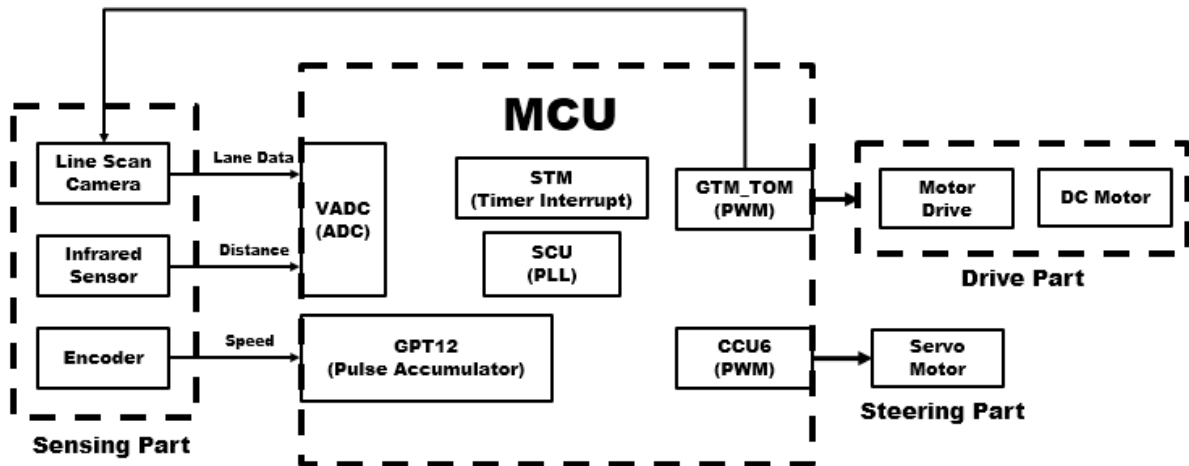 MCU
Line Scan
Camera
Lane Data
VADC
(ADC)
STM
(Timer Interrupt)
GTM_TOM
(PWM)
Motor
Drive
DC Motor
Infrared
Sensor
Distance
SCU
(PLL)
Drive Part
Encoder
Speed
GPT12
(Pulse Accumulator)
CCU6
(PWM)
Servo
Motor
Steering Part
Sensing Part